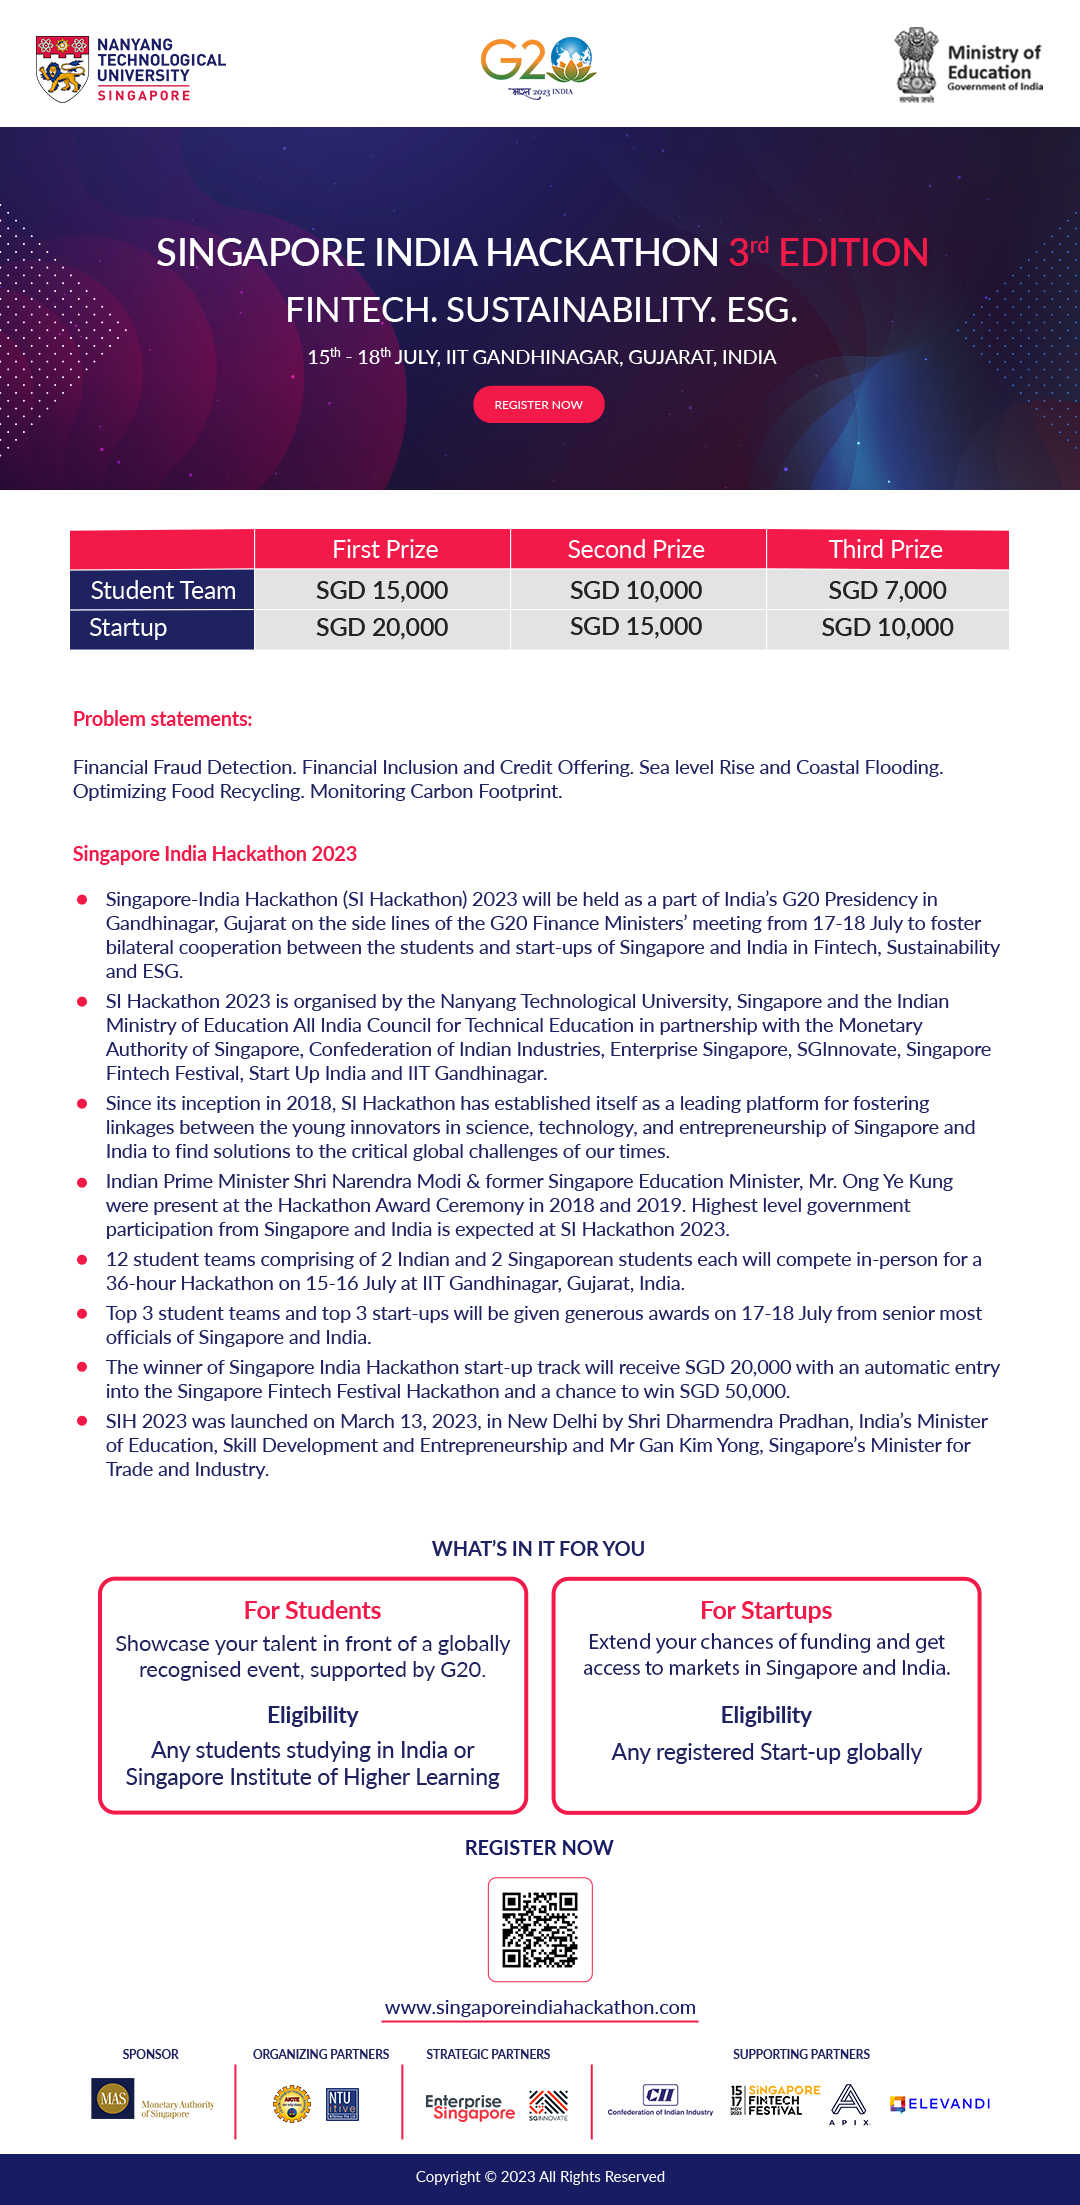 NANYANG
TECHNOLOGICAL
UNIVERSITY
SINGAPORE
G20
भारत 2023 INDIA
सत्यमेव जयते
Ministry of
Education
Government of India
SINGAPORE INDIA HACKATHON 3rd EDITION
FINTECH. SUSTAINABILITY. ESG.
15th - 18th JULY, IIT GANDHINAGAR, GUJARAT, INDIA
REGISTER NOW
First Prize Second Prize Third Prize
Student Team SGD 15,000 SGD 10,000 SGD 7,000
Startup SGD 20,000 SGD 15,000 SGD 10,000
Problem statements:
Financial Fraud Detection. Financial Inclusion and Credit Offering. Sea level Rise and Coastal Flooding.
Optimizing Food Recycling. Monitoring Carbon Footprint.
Singapore India Hackathon 2023
Singapore-India Hackathon (SI Hackathon) 2023 will be held as a part of India’s G20 Presidency in
Gandhinagar, Gujarat on the side lines of the G20 Finance Ministers’ meeting from 17-18 July to foster
bilateral cooperation between the students and start-ups of Singapore and India in Fintech, Sustainability
and ESG.
SI Hackathon 2023 is organised by the Nanyang Technological University, Singapore and the Indian
Ministry of Education All India Council for Technical Education in partnership with the Monetary
Authority of Singapore, Confederation of Indian Industries, Enterprise Singapore, SGInnovate, Singapore
Fintech Festival, Start Up India and IIT Gandhinagar.
Since its inception in 2018, SI Hackathon has established itself as a leading platform for fostering
linkages between the young innovators in science, technology, and entrepreneurship of Singapore and
India to find solutions to the critical global challenges of our times.
Indian Prime Minister Shri Narendra Modi & former Singapore Education Minister, Mr. Ong Ye Kung
were present at the Hackathon Award Ceremony in 2018 and 2019. Highest level government
participation from Singapore and India is expected at SI Hackathon 2023.
12 student teams comprising of 2 Indian and 2 Singaporean students each will compete in-person for a
36-hour Hackathon on 15-16 July at IIT Gandhinagar, Gujarat, India.
Top 3 student teams and top 3 start-ups will be given generous awards on 17-18 July from senior most
officials of Singapore and India.
The winner of Singapore India Hackathon start-up track will receive SGD 20,000 with an automatic entry
into the Singapore Fintech Festival Hackathon and a chance to win SGD 50,000.
SIH 2023 was launched on March 13, 2023, in New Delhi by Shri Dharmendra Pradhan, India’s Minister
of Education, Skill Development and Entrepreneurship and Mr Gan Kim Yong, Singapore’s Minister for
Trade and Industry.
WHAT’S IN IT FOR YOU
For Students
Showcase your talent in front of a globally
recognised event, supported by G20.
Eligibility
Any students studying in India or
Singapore Institute of Higher Learning
For Startups
Extend your chances of funding and get
access to markets in Singapore and India.
Eligibility
Any registered Start-up globally
REGISTER NOW
www.singaporeindiahackathon.com
SPONSOR ORGANIZING PARTNERS STRATEGIC PARTNERS SUPPORTING PARTNERS
MAS
Monetary Authority
of Singapore
AICTE
NTU
itive
Enterprise
Singapore
SGINNOVATE
CII
Confederation of Indian Industry
15
17
NOV
2023
SINGAPORE
FINTECH
FESTIVAL
APIX
ELEVANDI
Copyright © 2023 All Rights Reserved